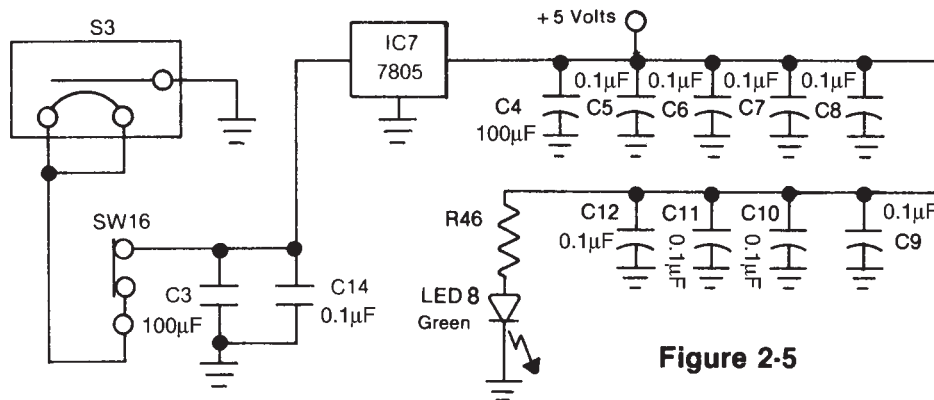 S3
+ 5 Volts
IC7
7805
0.1µF
0.1µF
0.1µF
0.1µF
C4
C5
C6
C7
C8
100µF
SW16
R46
C12
C11
C10
0.1µF
C9
0.1µF
0.1µF
0.1µF
C3
C14
100µF
0.1µF
LED 8
Green
Figure 2-5